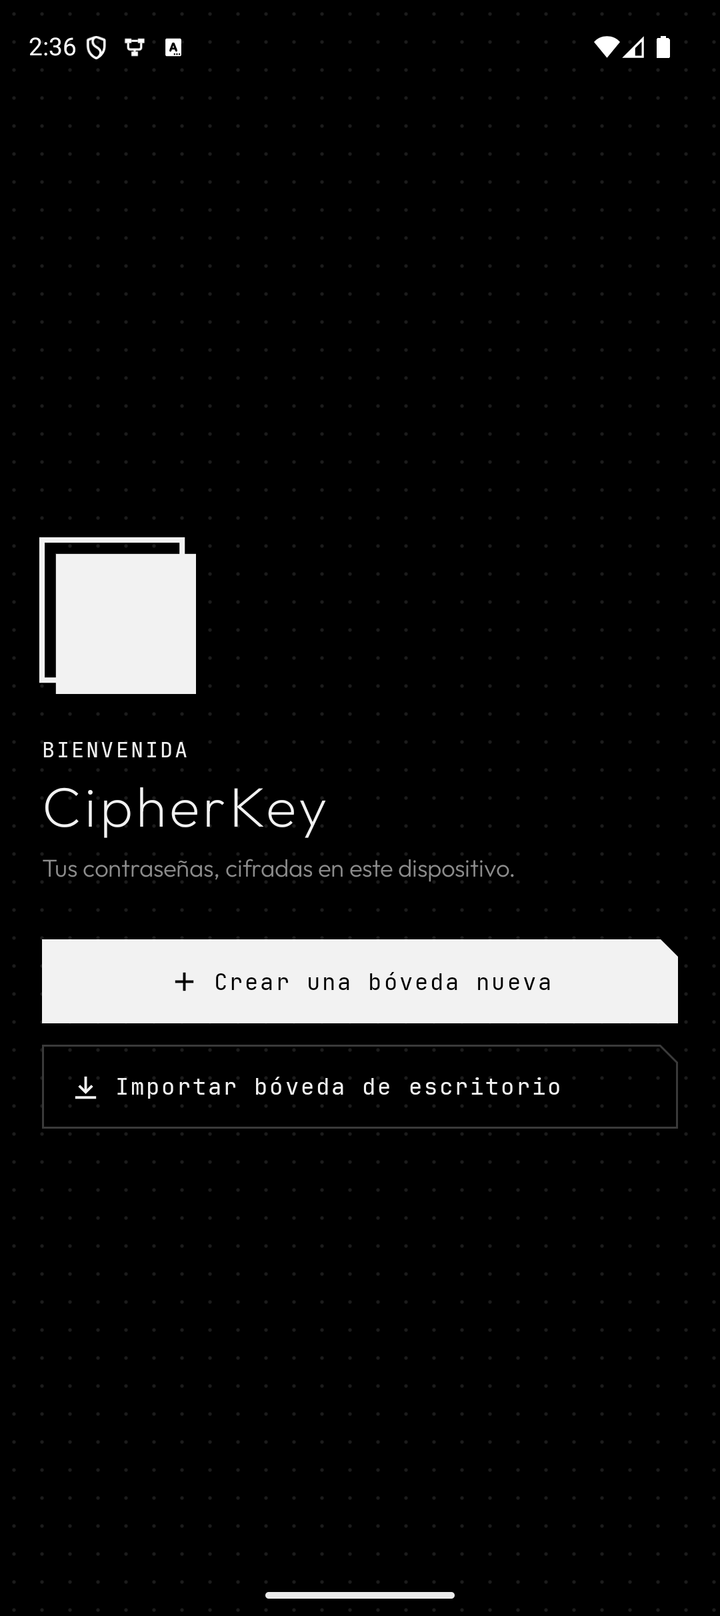 2:36
BIENVENIDA
CipherKey
Tus contraseñas, cifradas en este dispositivo.
+ Crear una bóveda nueva
Importar bóveda de escritorio